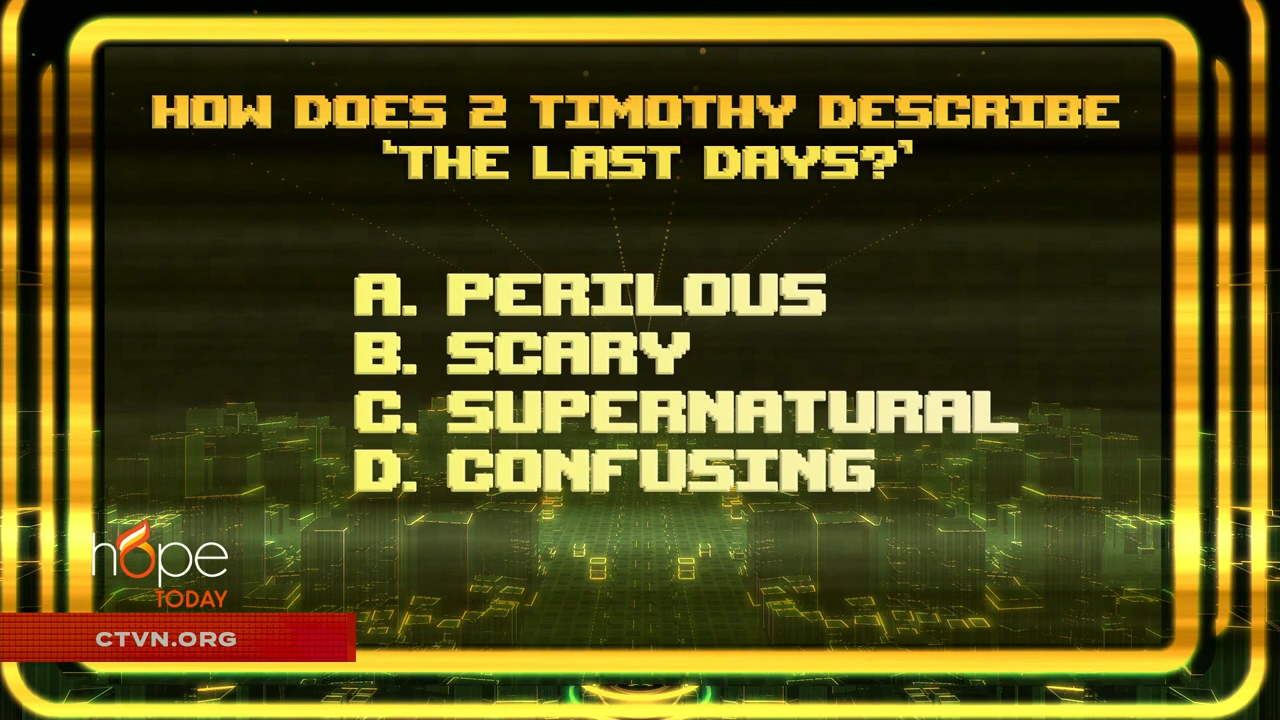 HOW DOES 2 TIMOTHY DESCRIBE
'THE LAST DAYS?'
A. PERILOUS
B. SCARY
C. SUPERNATURAL
D. CONFUSING
hope
TODAY
CTVN.ORG